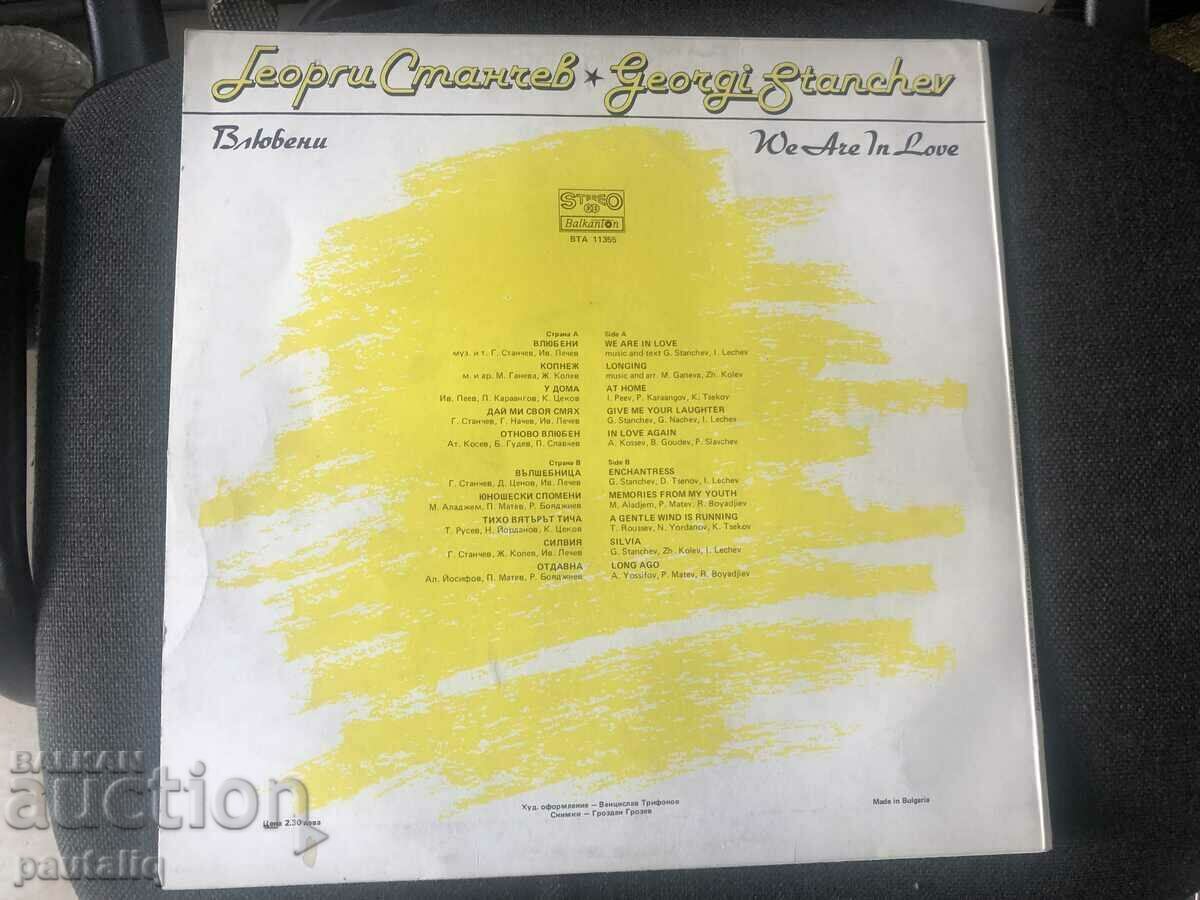 Георги Станчев ★ Georgi Stanchev
Влюбени
We Are In Love
STEREO
33
Balkanton
ВТА 11355
Страна А
ВЛЮБЕНИ
муз. и т. Г. Станчев, Ив. Лечев
КОПНЕЖ
м. и ар. М. Ганева, Ж. Колев
У ДОМА
Ив. Пеев, П. Караангов, К. Цеков
ДАЙ МИ СВОЯ СМЯХ
Г. Станчев, Г. Начев, Ив. Лечев
ОТНОВО ВЛЮБЕН
Ат. Косев, Б. Гудев, П. Славчев
Страна В
ВЪЛШЕБНИЦА
Г. Станчев, Д. Ценов, Ив. Лечев
ЮНОШЕСКИ СПОМЕНИ
М. Аладжем, П. Матев, Р. Бояджиев
ТИХО ВЯТЪРЪТ ТИЧА
Т. Русев, Н. Йорданов, К. Цеков
СИЛВИЯ
Г. Станчев, Ж. Колев, Ив. Лечев
ОТДАВНА
Ал. Йосифов, П. Матев, Р. Бояджиев
Side A
WE ARE IN LOVE
music and text G. Stanchev, I. Lechev
LONGING
music and arr. M. Ganeva, Zh. Kolev
AT HOME
I. Peev, P. Karaangov, K. Tsekov
GIVE ME YOUR LAUGHTER
G. Stanchev, G. Nachev, I. Lechev
IN LOVE AGAIN
A. Kossev, B. Goudev, P. Slavchev
Side B
ENCHANTRESS
G. Stanchev, D. Tsenov, I. Lechev
MEMORIES FROM MY YOUTH
M. Aladjem, P. Matev, R. Boyadjiev
A GENTLE WIND IS RUNNING
T. Roussev, N. Yordanov, K. Tsekov
SILVIA
G. Stanchev, Zh. Kolev, I. Lechev
LONG AGO
A. Yossifov, P. Matev, R. Boyadjiev
Худ. оформление — Венцислав Трифонов
Снимки — Гроздан Грозев
Made in Bulgaria
Цена 2.30 лева
BALKAN
auction
pautaliq